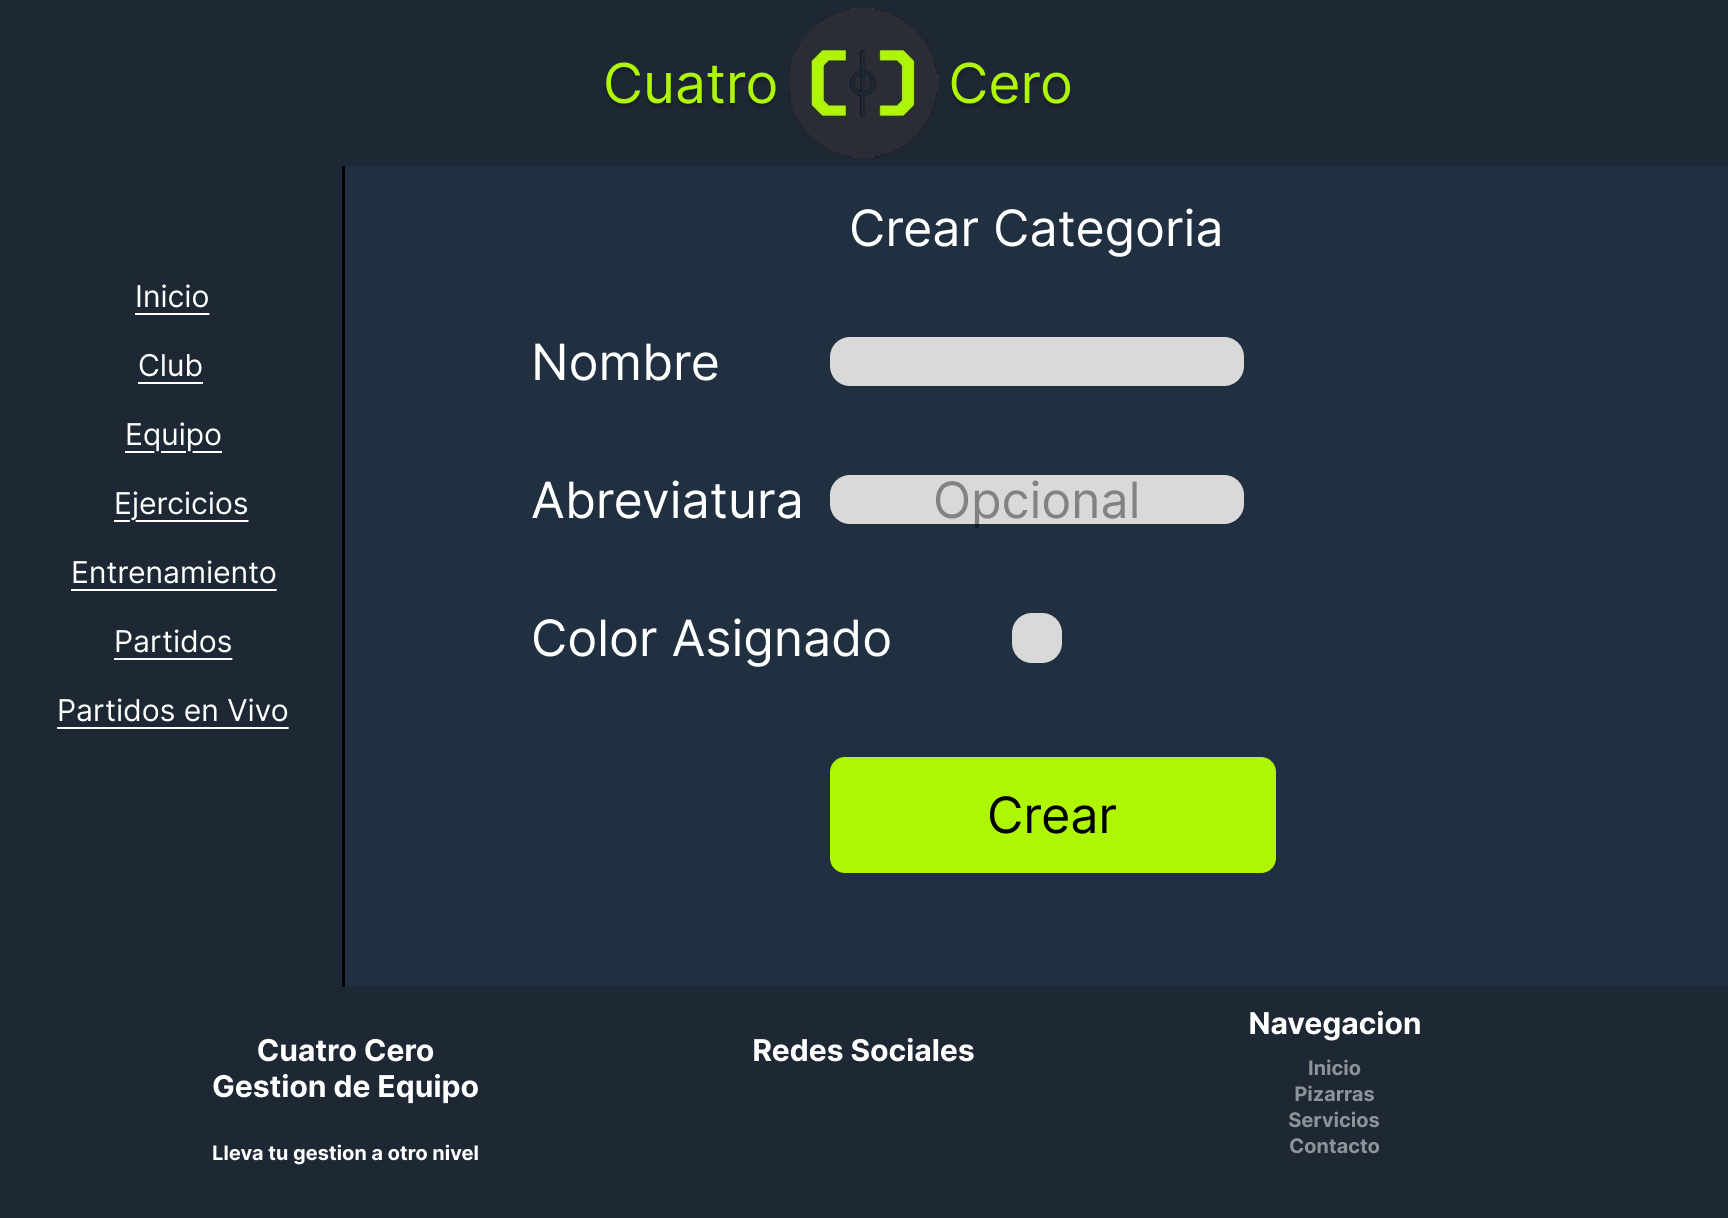 Cuatro Cero
Crear Categoria
Inicio
Club
Equipo
Ejercicios
Entrenamiento
Partidos
Partidos en Vivo
Nombre
Abreviatura Opcional
Color Asignado
Crear
Cuatro Cero
Gestion de Equipo
Lleva tu gestion a otro nivel
Redes Sociales
Navegacion
Inicio
Pizarras
Servicios
Contacto